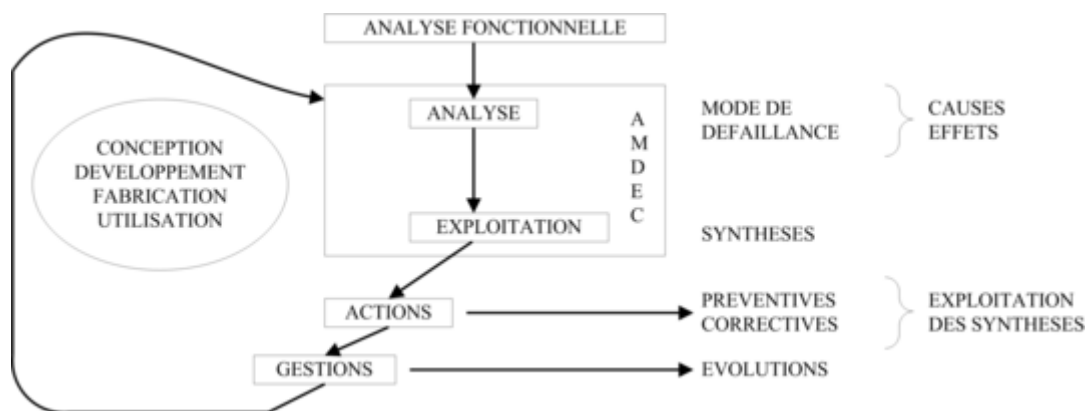 ANALYSE FONCTIONNELLE
ANALYSE
A
M
D
E
C
MODE DE
DEFAILLANCE
CAUSES
EFFETS
CONCEPTION
DEVELOPPEMENT
FABRICATION
UTILISATION
EXPLOITATION
SYNTHESES
ACTIONS
PREVENTIVES
CORRECTIVES
EXPLOITATION
DES SYNTHESES
GESTIONS
EVOLUTIONS